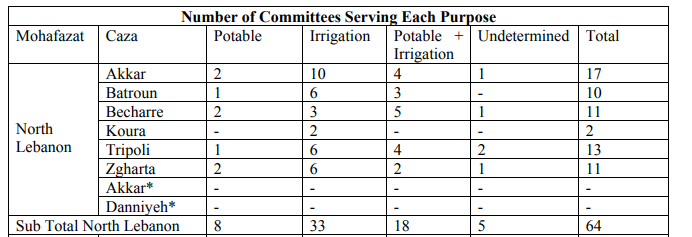 Number of Committees Serving Each Purpose
Mohafazat Caza Potable Irrigation Potable + Irrigation Undetermined Total
North Lebanon
Akkar 2 10 4 1 17
Batroun 1 6 3 - 10
Becharre 2 3 5 1 11
Koura - 2 - - 2
Tripoli 1 6 4 2 13
Zgharta 2 6 2 1 11
Akkar* - - - - -
Danniyeh* - - - - -
Sub Total North Lebanon 8 33 18 5 64